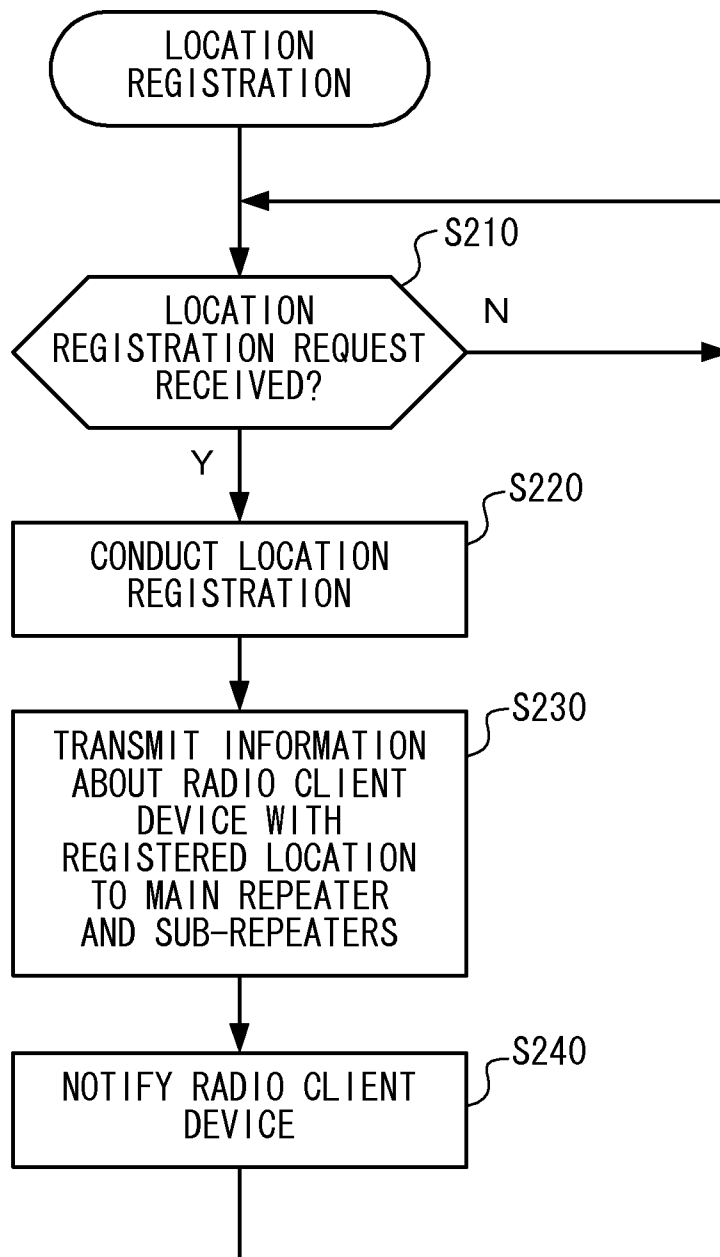 LOCATION
REGISTRATION
S210
LOCATION
REGISTRATION REQUEST
RECEIVED?
N
Y
S220
CONDUCT LOCATION
REGISTRATION
S230
TRANSMIT INFORMATION
ABOUT RADIO CLIENT
DEVICE WITH
REGISTERED LOCATION
TO MAIN REPEATER
AND SUB-REPEATERS
S240
NOTIFY RADIO CLIENT
DEVICE